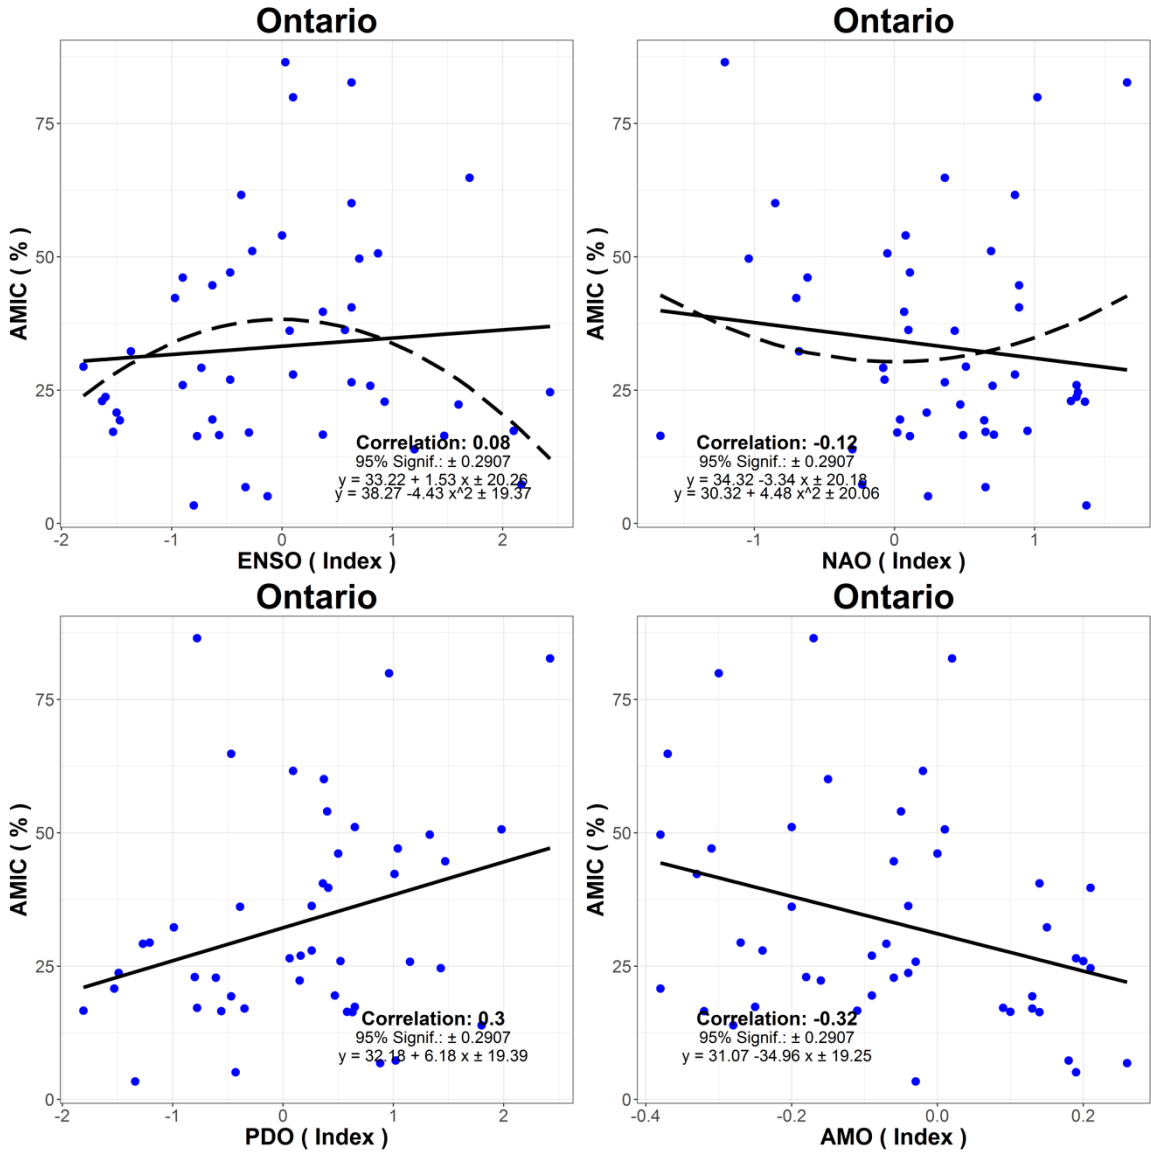 Ontario
75
50
25
0
AMIC ( % )
Correlation: 0.08
95% Signif.: ± 0.2907
y = 33.22 + 1.53 x ± 20.26
y = 38.27 -4.43 x^2 ± 19.37
-2 -1 0 1 2
ENSO ( Index )
Ontario
75
50
25
0
AMIC ( % )
Correlation: -0.12
95% Signif.: ± 0.2907
y = 34.32 -3.34 x ± 20.18
y = 30.32 + 4.48 x^2 ± 20.06
-1 0 1
NAO ( Index )
Ontario
75
50
25
0
AMIC ( % )
Correlation: 0.3
95% Signif.: ± 0.2907
y = 32.18 + 6.18 x ± 19.39
-2 -1 0 1 2
PDO ( Index )
Ontario
75
50
25
0
AMIC ( % )
Correlation: -0.32
95% Signif.: ± 0.2907
y = 31.07 -34.96 x ± 19.25
-0.4 -0.2 0.0 0.2
AMO ( Index )